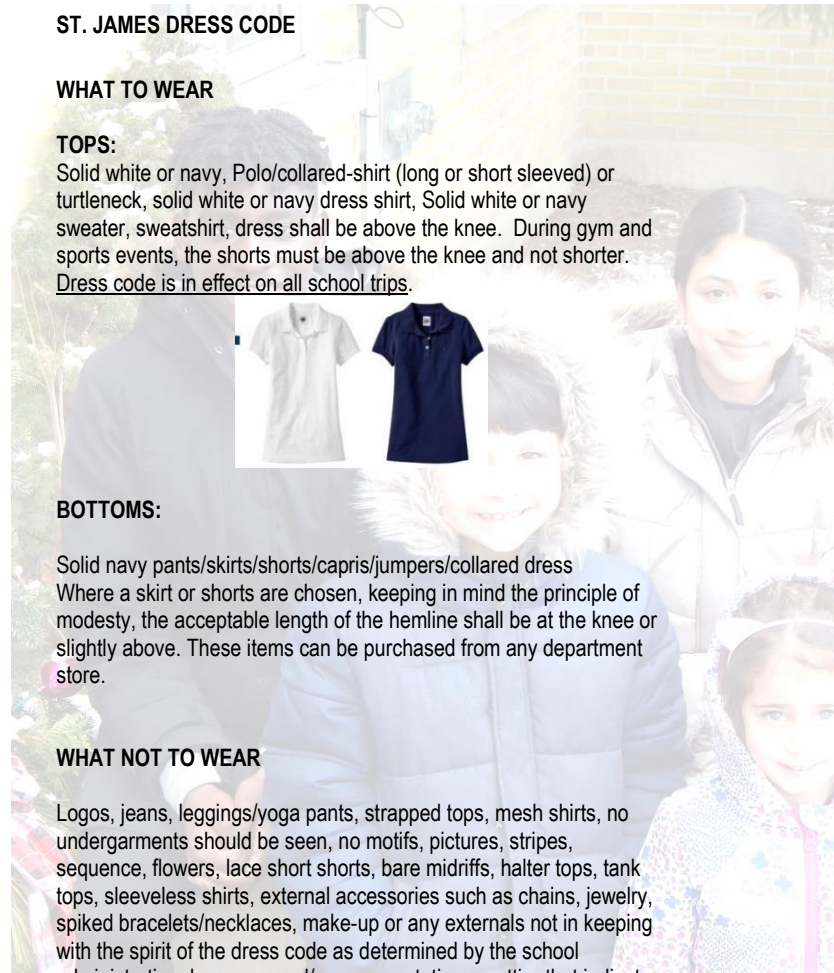 ST. JAMES DRESS CODE
WHAT TO WEAR
TOPS:
Solid white or navy, Polo/collared-shirt (long or short sleeved) or
turtleneck, solid white or navy dress shirt, Solid white or navy
sweater, sweatshirt, dress shall be above the knee. During gym and
sports events, the shorts must be above the knee and not shorter.
Dress code is in effect on all school trips.
BOTTOMS:
Solid navy pants/skirts/shorts/capris/jumpers/collared dress
Where a skirt or shorts are chosen, keeping in mind the principle of
modesty, the acceptable length of the hemline shall be at the knee or
slightly above. These items can be purchased from any department
store.
WHAT NOT TO WEAR
Logos, jeans, leggings/yoga pants, strapped tops, mesh shirts, no
undergarments should be seen, no motifs, pictures, stripes,
sequence, flowers, lace short shorts, bare midriffs, halter tops, tank
tops, sleeveless shirts, external accessories such as chains, jewelry,
spiked bracelets/necklaces, make-up or any externals not in keeping
with the spirit of the dress code as determined by the school